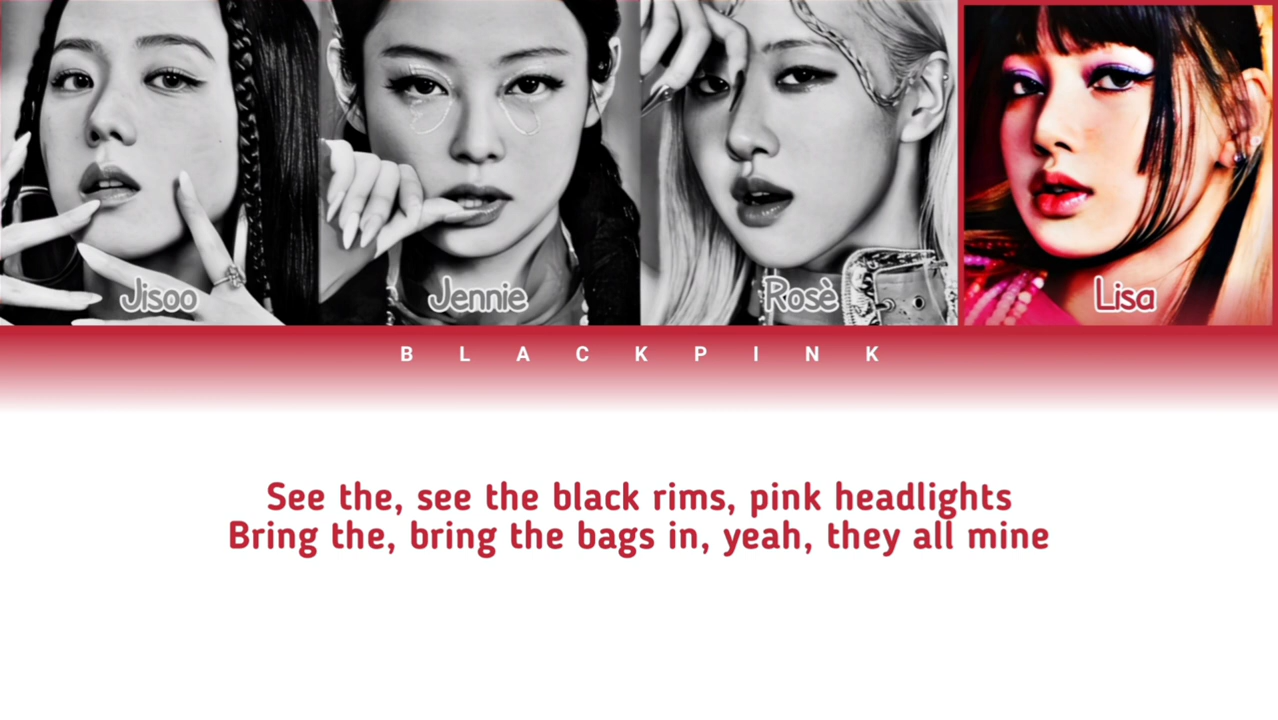 Jisoo
Jennie
Rosè
Lisa
BLACKPINK
See the, see the black rims, pink headlights
Bring the, bring the bags in, yeah, they all mine